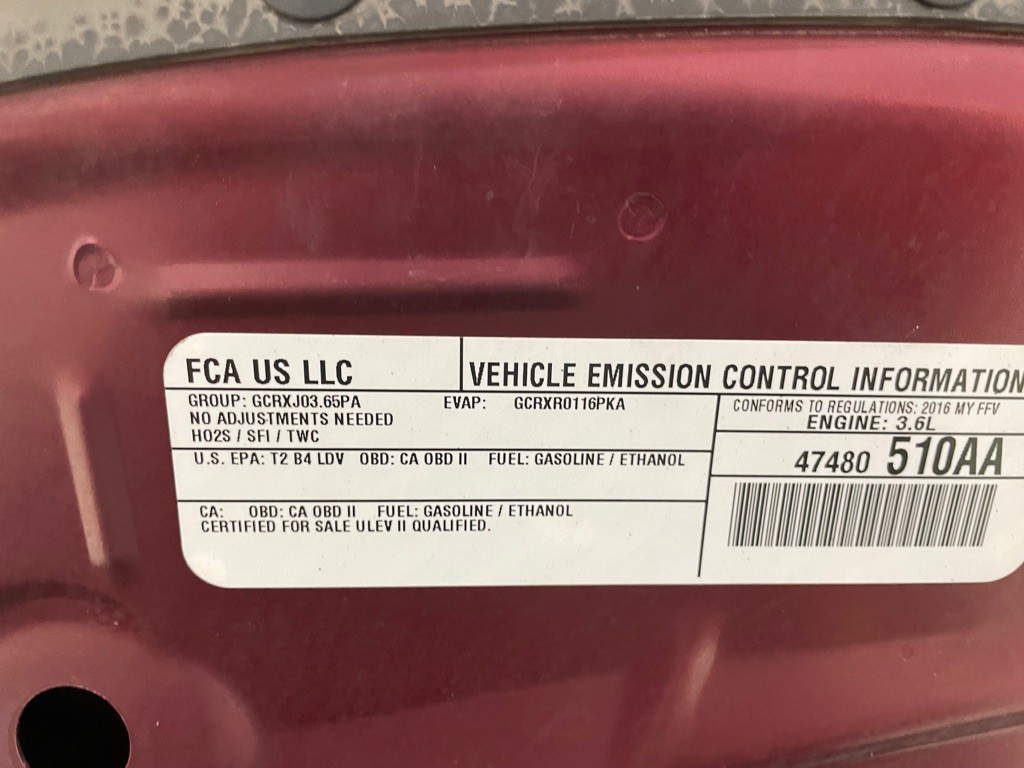 FCA US LLC
VEHICLE EMISSION CONTROL INFORMATION
GROUP: GCRXJ03.65PA EVAP: GCRXR0116PKA
NO ADJUSTMENTS NEEDED
HO2S / SFI / TWC
CONFORMS TO REGULATIONS: 2016 MY FFV
ENGINE: 3.6L
U.S. EPA: T2 B4 LDV OBD: CA OBD II FUEL: GASOLINE / ETHANOL
47480 510AA
CA: OBD: CA OBD II FUEL: GASOLINE / ETHANOL
CERTIFIED FOR SALE ULEV II QUALIFIED.